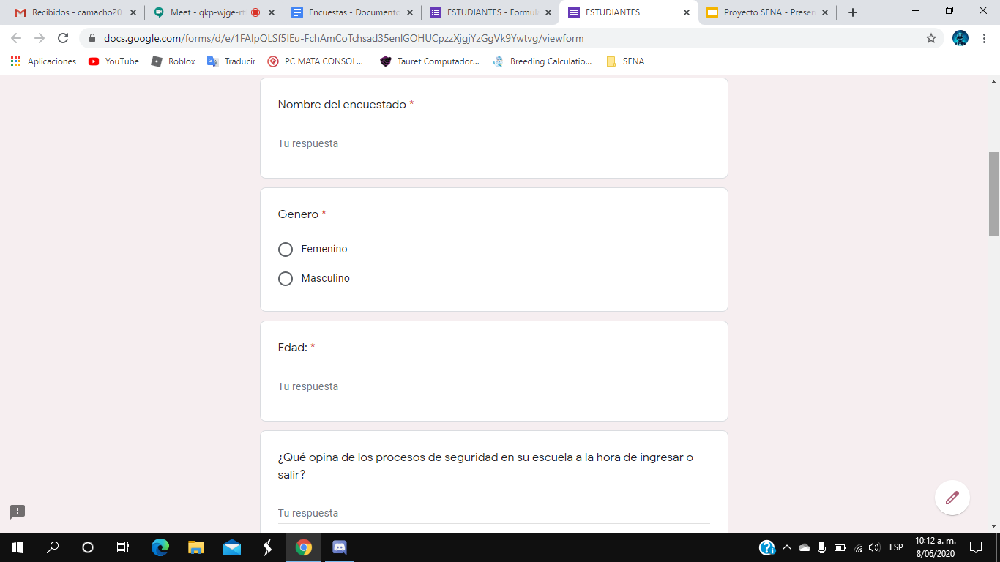 Recibidos - camacho20
Meet - qkp-wjge-rt
Encuestas - Documento
ESTUDIANTES - Formul
ESTUDIANTES
Proyecto SENA - Presen
docs.google.com/forms/d/e/1FAIpQLSf5IEu-FchAmCoTchsad35enlGOHUCpzzXjgjYzGgVk9Ywtvg/viewform
Aplicaciones
YouTube
Roblox
Traducir
PC MATA CONSOL...
Tauret Computador...
Breeding Calculatio...
SENA
Nombre del encuestado *
Tu respuesta
Genero *
Femenino
Masculino
Edad: *
Tu respuesta
¿Qué opina de los procesos de seguridad en su escuela a la hora de ingresar o
salir?
Tu respuesta
ESP
10:12 a. m.
8/06/2020